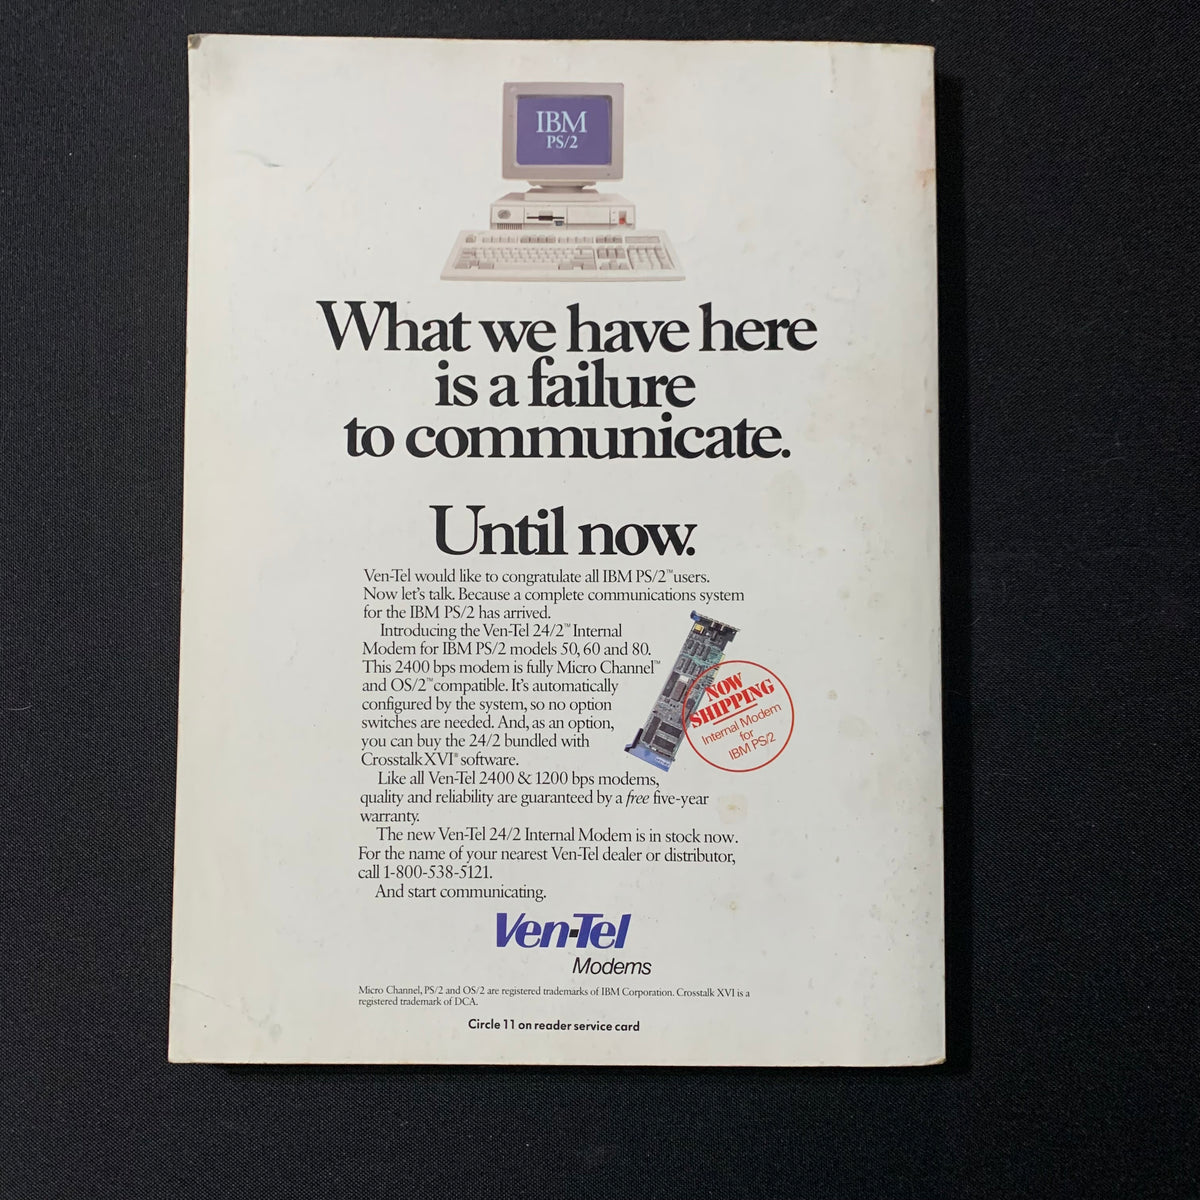 IBM
PS/2
What we have here
is a failure
to communicate.
Until now.
Ven-Tel would like to congratulate all IBM PS/2™ users.
Now let's talk. Because a complete communications system
for the IBM PS/2 has arrived.
Introducing the Ven-Tel 24/2™ Internal
Modem for IBM PS/2 models 50, 60 and 80.
This 2400 bps modem is fully Micro Channel™
and OS/2™ compatible. It's automatically
configured by the system, so no option
switches are needed. And, as an option,
you can buy the 24/2 bundled with
Crosstalk XVI® software.
NOW
SHIPPING
Internal Modem
for
IBM PS/2
Like all Ven-Tel 2400 & 1200 bps modems,
quality and reliability are guaranteed by a free five-year
warranty.
The new Ven-Tel 24/2 Internal Modem is in stock now.
For the name of your nearest Ven-Tel dealer or distributor,
call 1-800-538-5121.
And start communicating.
Ven-Tel
Modems
Micro Channel, PS/2 and OS/2 are registered trademarks of IBM Corporation. Crosstalk XVI is a
registered trademark of DCA.
Circle 11 on reader service card